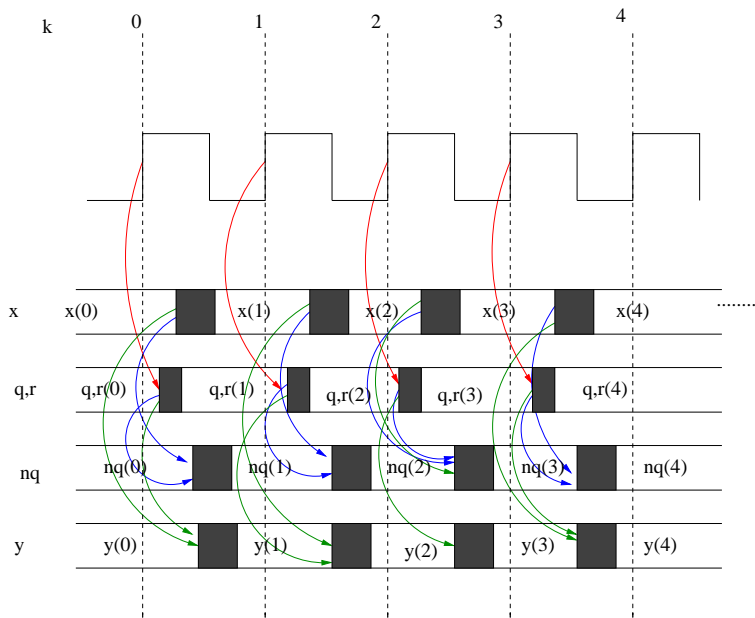 k 0 1 2 3 4
x x(0) x(1) x(2) x(3) x(4) ........
q,r q,r(0) q,r(1) q,r(2) q,r(3) q,r(4)
nq nq(0) nq(1) nq(2) nq(3) nq(4)
y y(0) y(1) y(2) y(3) y(4)